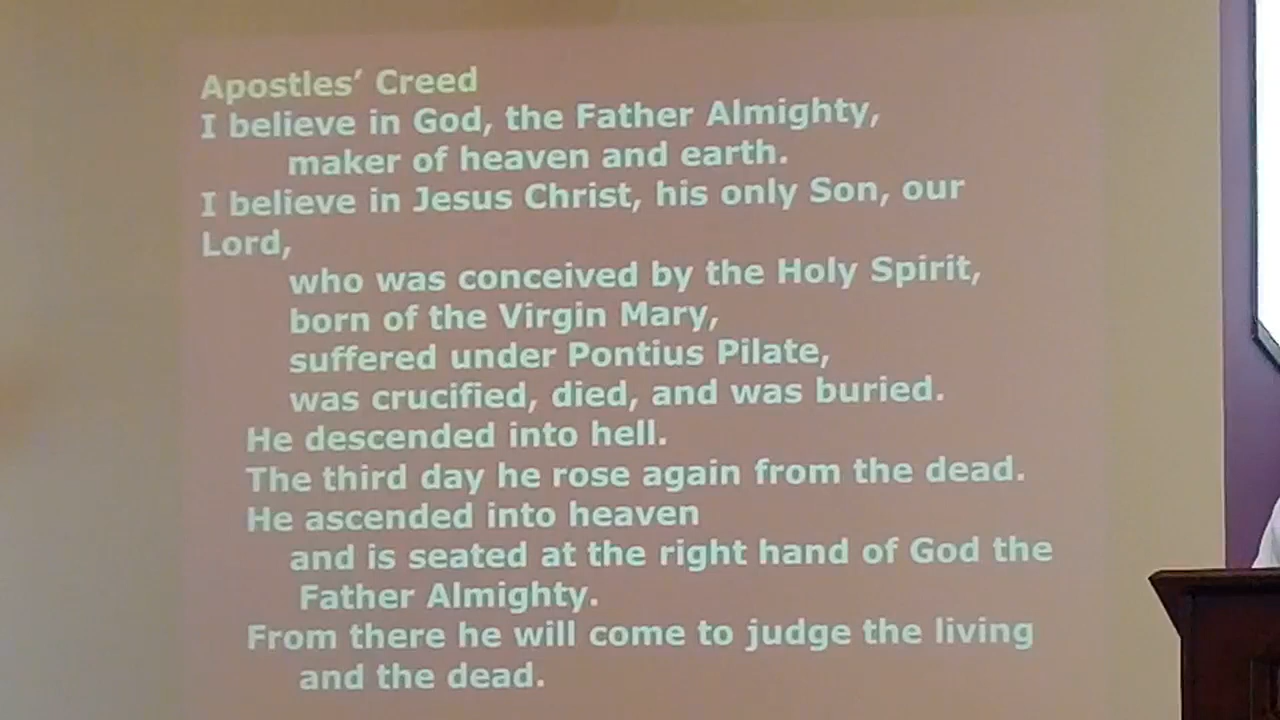 Apostles’ Creed
I believe in God, the Father Almighty,
maker of heaven and earth.
I believe in Jesus Christ, his only Son, our
Lord,
who was conceived by the Holy Spirit,
born of the Virgin Mary,
suffered under Pontius Pilate,
was crucified, died, and was buried.
He descended into hell.
The third day he rose again from the dead.
He ascended into heaven
and is seated at the right hand of God the
Father Almighty.
From there he will come to judge the living
and the dead.